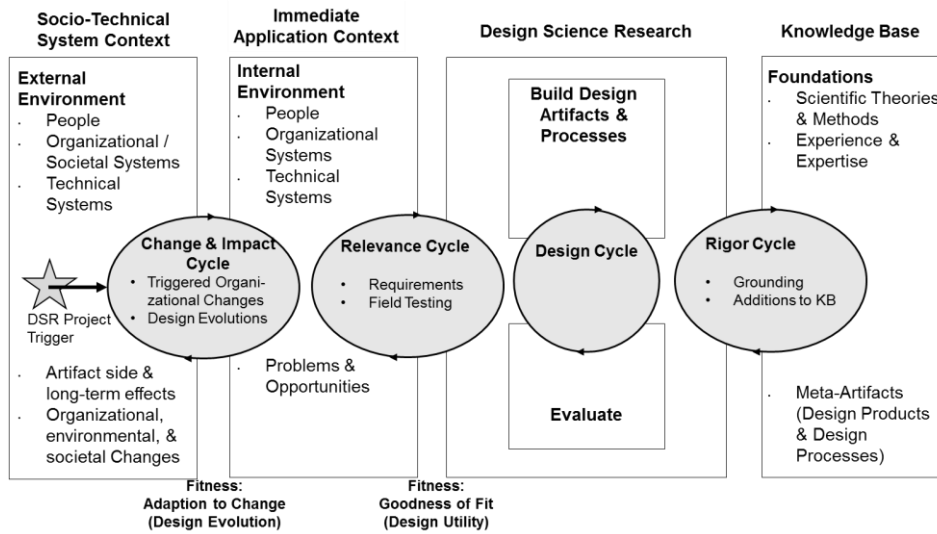 Socio-Technical
System Context
External
Environment
· People
· Organizational /
Societal Systems
· Technical
Systems
DSR Project
Trigger
· Artifact side &
long-term effects
· Organizational,
environmental, &
societal Changes
Change & Impact
Cycle
• Triggered Organi-
zational Changes
• Design Evolutions
Fitness:
Adaption to Change
(Design Evolution)
Immediate
Application Context
Internal
Environment
· People
· Organizational
Systems
· Technical
Systems
· Problems &
Opportunities
Relevance Cycle
• Requirements
• Field Testing
Fitness:
Goodness of Fit
(Design Utility)
Design Science Research
Build Design
Artifacts &
Processes
Design Cycle
Evaluate
Rigor Cycle
• Grounding
• Additions to KB
Knowledge Base
Foundations
· Scientific Theories
& Methods
· Experience &
Expertise
· Meta-Artifacts
(Design Products
& Design
Processes)